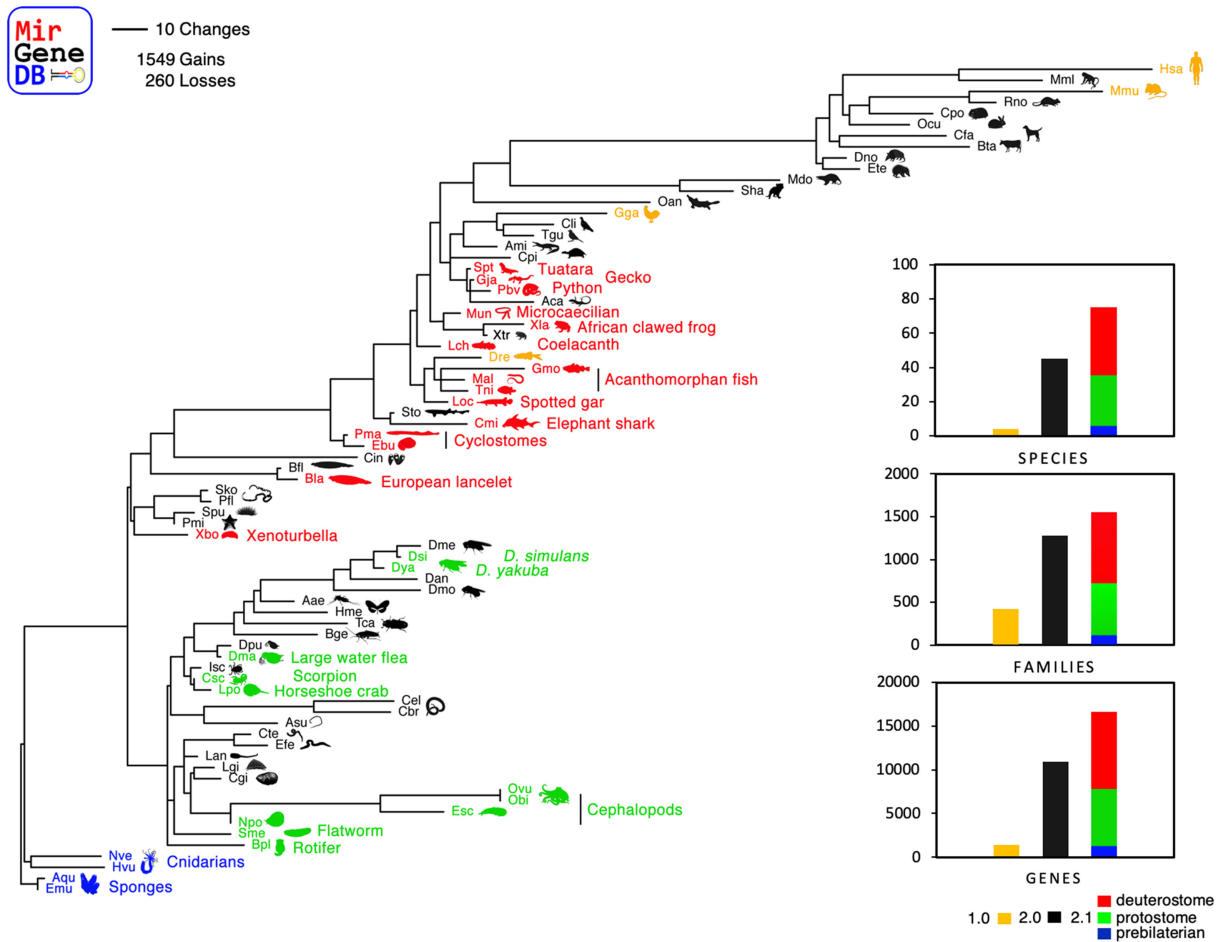 Mir
Gene
DB
10 Changes
1549 Gains
260 Losses
Hsa
Mml
Mmu
Rno
Cpo
Ocu
Cfa
Bta
Dno
Ete
Mdo
Sha
Oan
Gga
Cli
Tgu
Ami
Cpi
Spt Tuatara
Gja Gecko
Pbv Python
Aca
Mun Microcaecilian
Xla African clawed frog
Xtr
Lch Coelacanth
Dre
Gmo
Mal Acanthomorphan fish
Tni
Loc Spotted gar
Sto
Cmi Elephant shark
Pma
Ebu Cyclostomes
Cin
Bfl
Bla European lancelet
Sko
Pfl
Spu
Pmi
Xbo Xenoturbella
Dme
Dsi D. simulans
Dya D. yakuba
Dan
Dmo
Aae
Hme
Tca
Bge
Dpu
Dma Large water flea
Isc
Csc Scorpion
Lpo Horseshoe crab
Cel
Cbr
Asu
Cte
Efe
Lan
Lgi
Cgi
Ovu
Obi
Esc Cephalopods
Npo
Sme Flatworm
Bpl Rotifer
Nve
Hvu Cnidarians
Aqu
Emu Sponges
100
80
60
40
20
0
SPECIES
2000
1500
1000
500
0
FAMILIES
20000
15000
10000
5000
0
GENES
1.0 2.0 2.1
deuterostome
protostome
prebilaterian